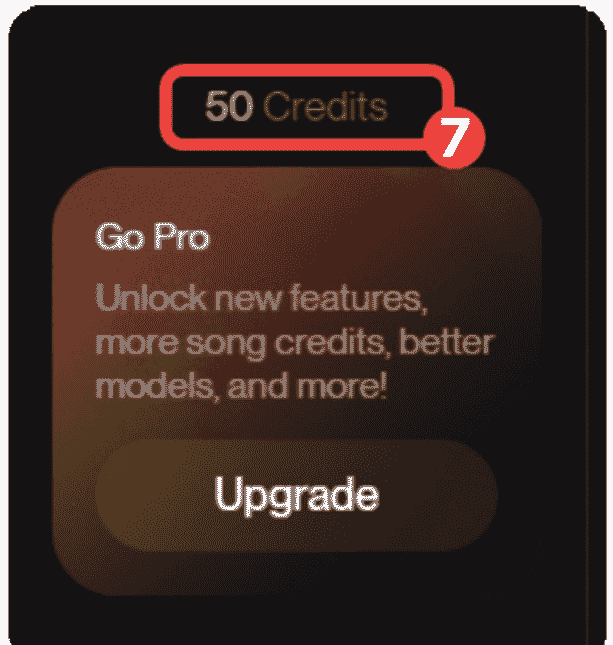 50 Credits
7
Go Pro
Unlock new features,
more song credits, better
models, and more!
Upgrade